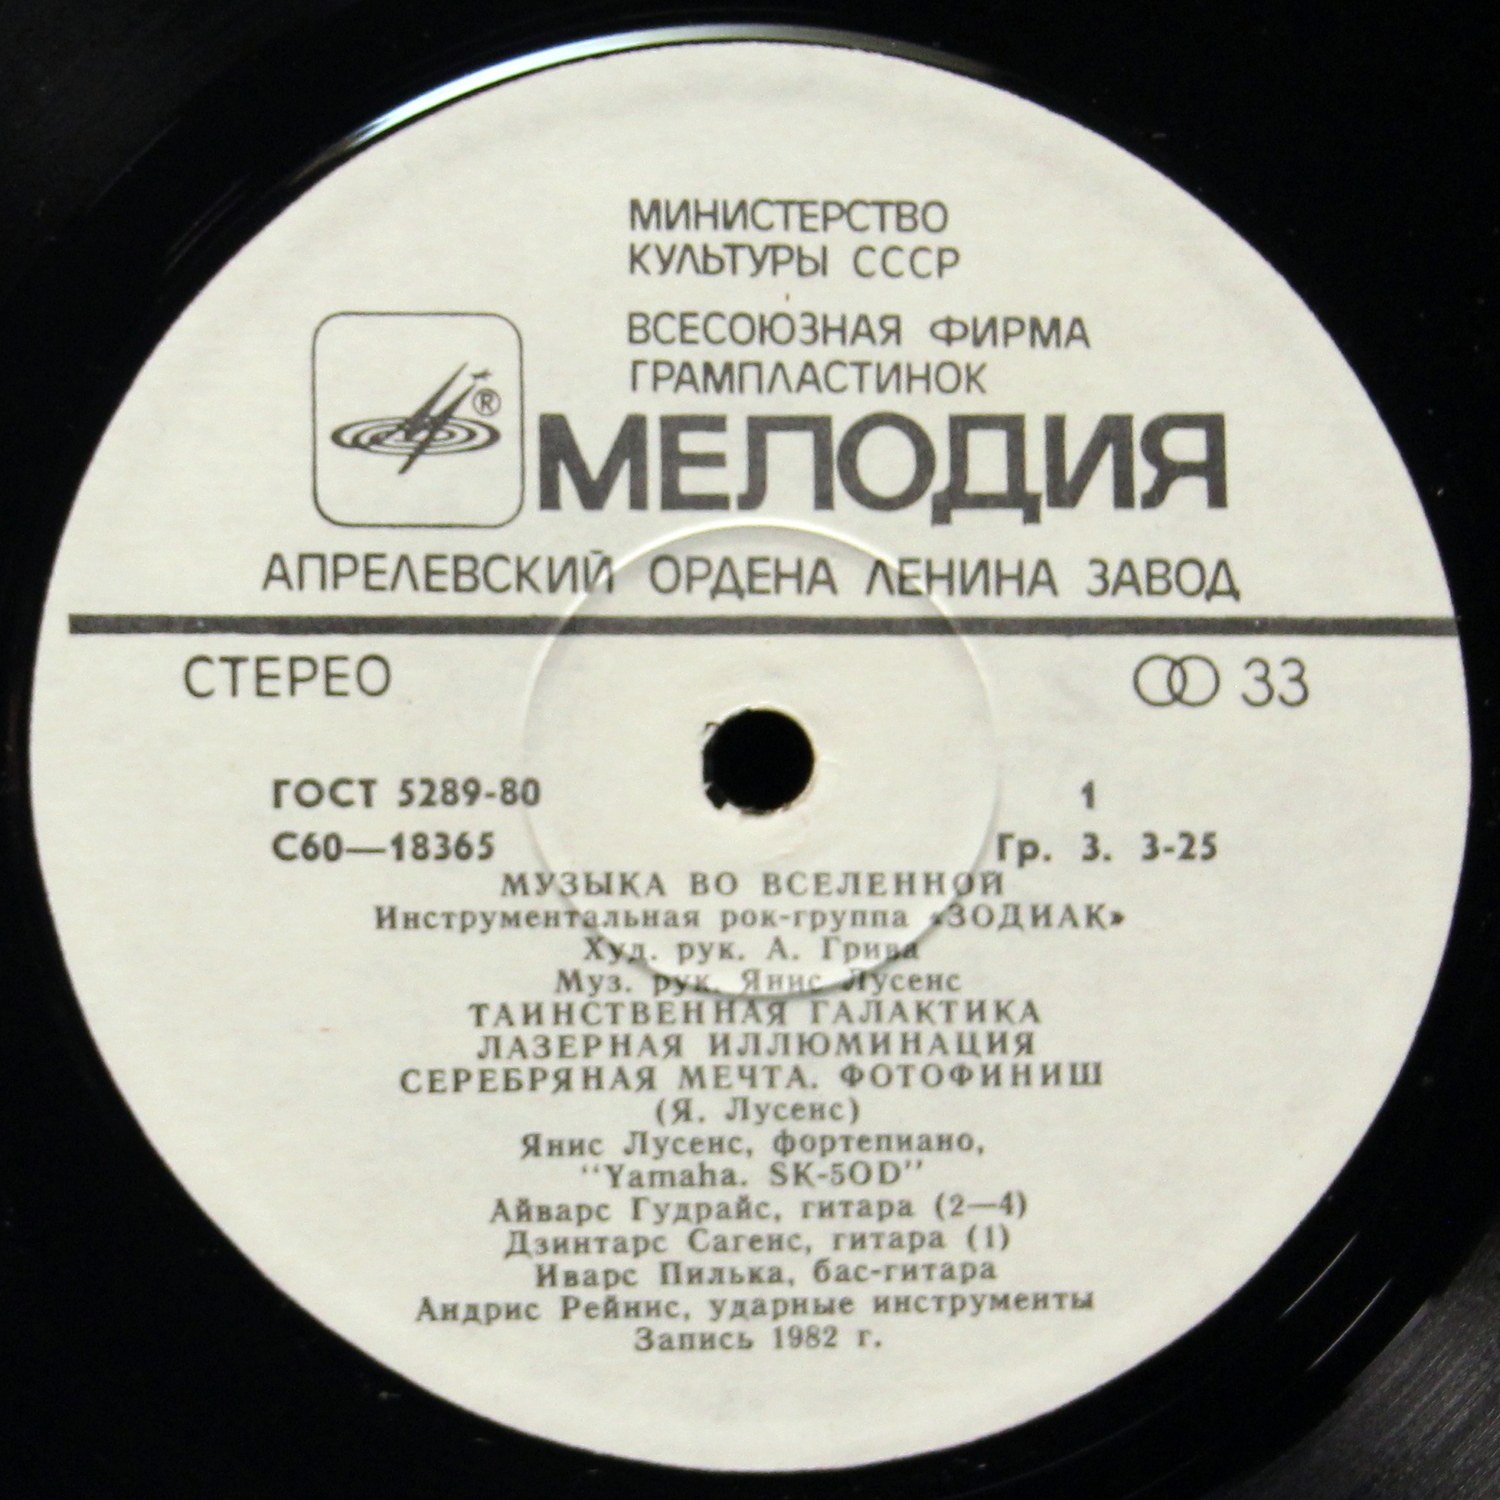 МИНИСТЕРСТВО
КУЛЬТУРЫ СССР
ВСЕСОЮЗНАЯ ФИРМА
ГРАМПЛАСТИНОК
®
МЕЛОДИЯ
АПРЕЛЕВСКИЙ ОРДЕНА ЛЕНИНА ЗАВОД
СТЕРЕО 33
ГОСТ 5289-80 1
С60—18365 Гр. 3. 3-25
МУЗЫКА ВО ВСЕЛЕННОЙ
Инструментальная рок-группа «ЗОДИАК»
Худ. рук. А. Грива
Муз. рук. Янис Лусенс
ТАИНСТВЕННАЯ ГАЛАКТИКА
ЛАЗЕРНАЯ ИЛЛЮМИНАЦИЯ
СЕРЕБРЯНАЯ МЕЧТА. ФОТОФИНИШ
(Я. Лусенс)
Янис Лусенс, фортепиано,
"Yamaha. SK-50D"
Айварс Гудрайс, гитара (2—4)
Дзинтарс Сагенс, гитара (1)
Иварс Пилька, бас-гитара
Андрис Рейнис, ударные инструменты
Запись 1982 г.